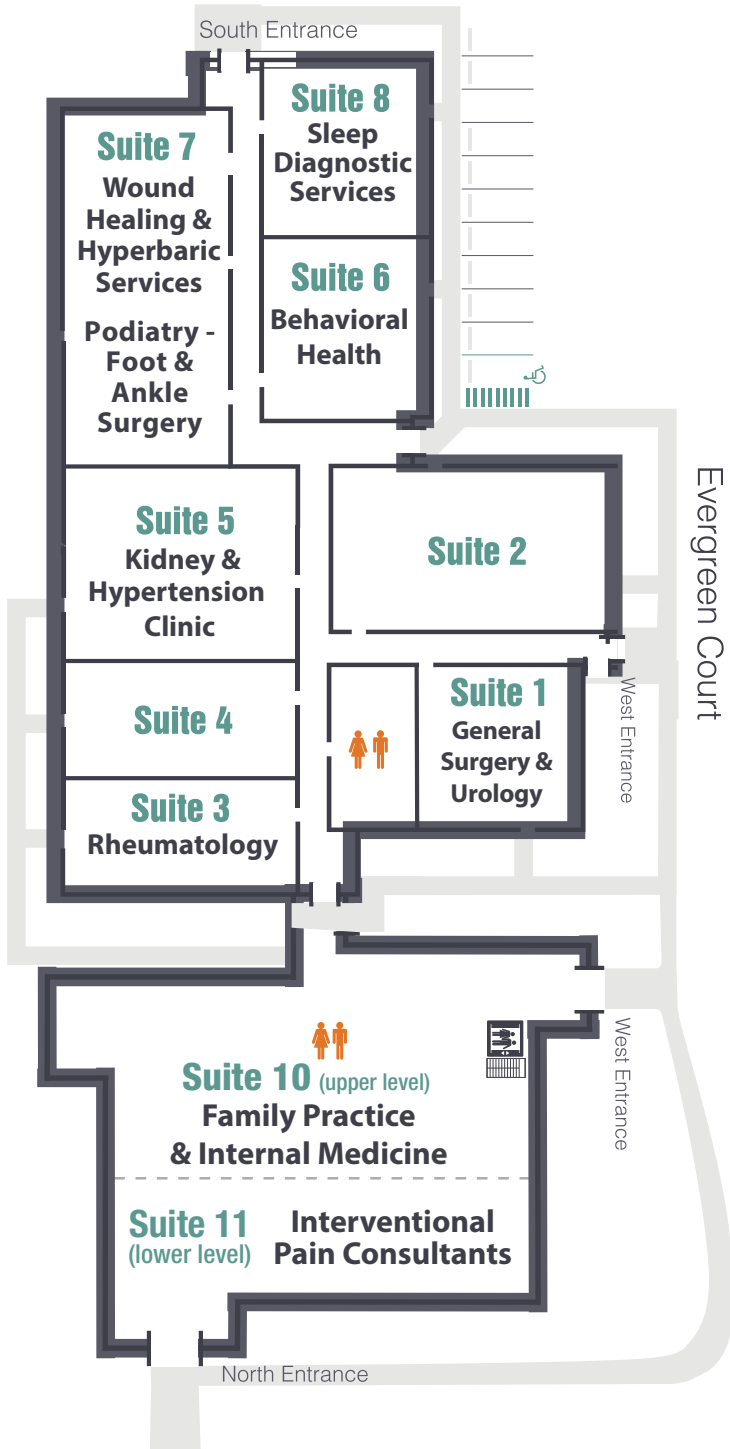 South Entrance
Suite 8
Sleep
Diagnostic
Services
Suite 7
Wound
Healing &
Hyperbaric
Services
Podiatry -
Foot &
Ankle
Surgery
Suite 6
Behavioral
Health
Suite 5
Kidney &
Hypertension
Clinic
Suite 2
Evergreen Court
Suite 4
Suite 1
General
Surgery &
Urology
West Entrance
Suite 3
Rheumatology
West Entrance
Suite 10 (upper level)
Family Practice
& Internal Medicine
Suite 11
(lower level)
Interventional
Pain Consultants
North Entrance